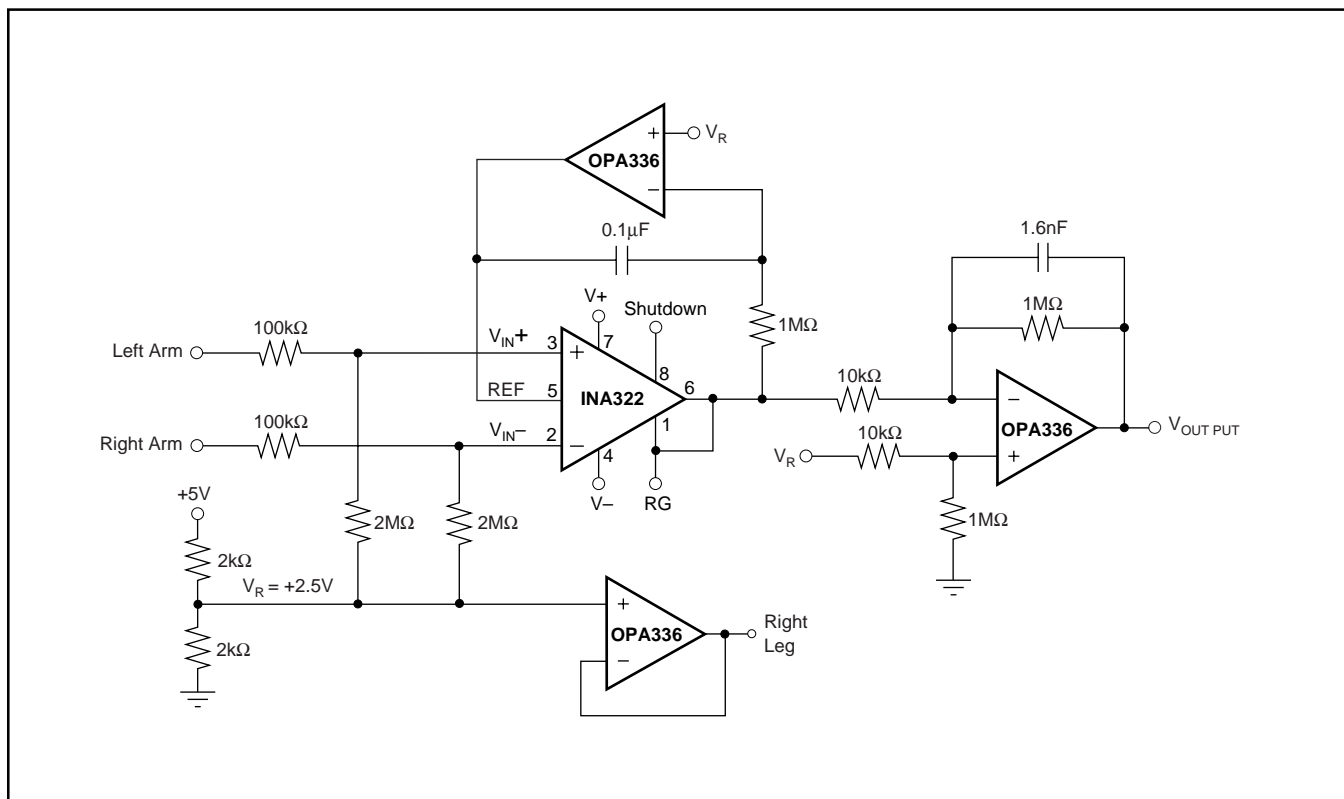 +
V_R
OPA336
−
0.1μF
1.6nF
V+
Shutdown
1MΩ
1MΩ
100kΩ
V_IN+
Left Arm
3
+
7
8
REF
5
INA322
6
10kΩ
−
100kΩ
V_IN−
1
OPA336
V_OUT PUT
Right Arm
2
−
4
10kΩ
V_R
+
+5V
V−
RG
2MΩ
2MΩ
1MΩ
2kΩ
V_R = +2.5V
+
Right
Leg
OPA336
2kΩ
−